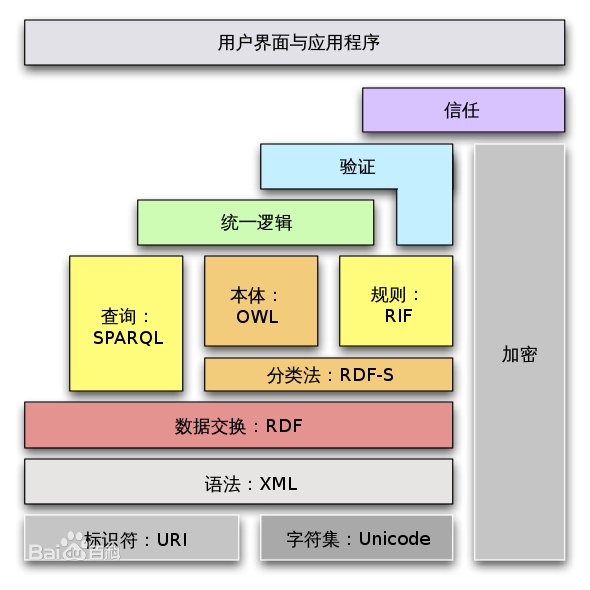 用户界面与应用程序
信任
验证
统一逻辑
查询：
SPARQL
本体：
OWL
规则：
RIF
加密
分类法：RDF-S
数据交换：RDF
语法：XML
标识符：URI
字符集：Unicode
Baidu百科